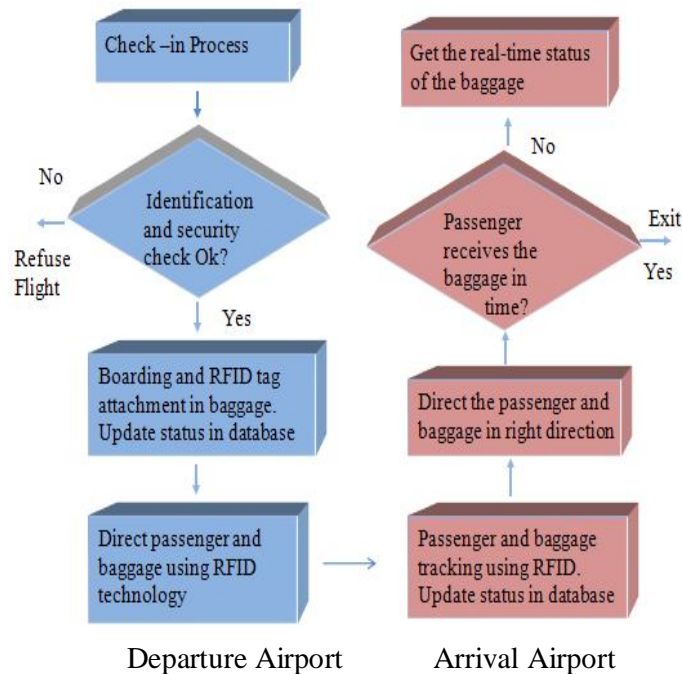 Check –in Process
No
Identification
and security
check Ok?
Refuse
Flight
Yes
Boarding and RFID tag
attachment in baggage.
Update status in database
Direct passenger and
baggage using RFID
technology
Departure Airport
Get the real-time status
of the baggage
No
Passenger
receives the
baggage in
time?
Exit
Yes
Direct the passenger and
baggage in right direction
Passenger and baggage
tracking using RFID.
Update status in database
Arrival Airport